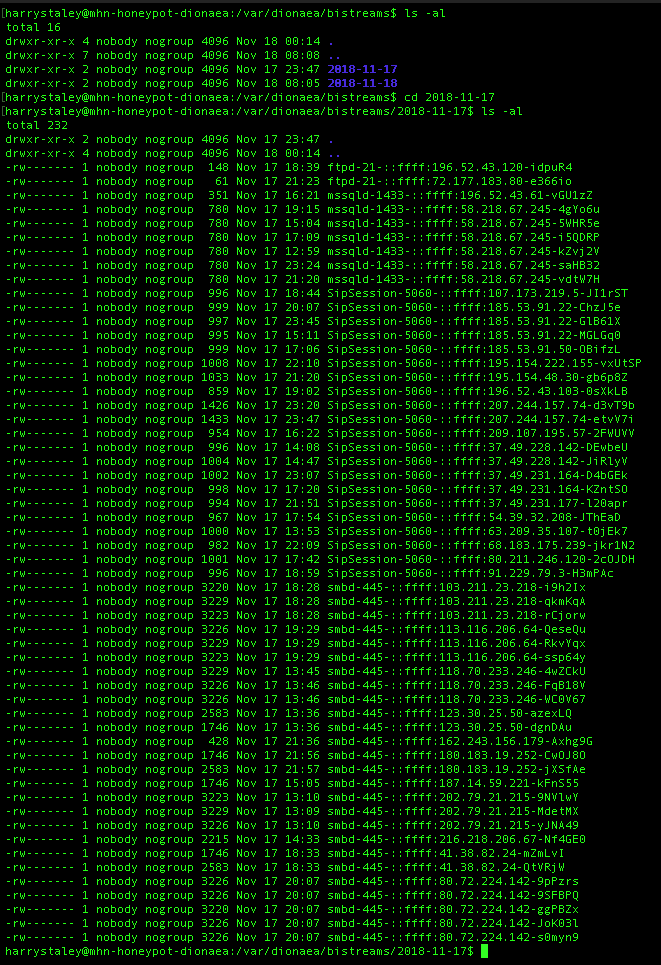 [harrystaley@mhn-honeypot-dionaea:/var/dionaea/bistreams$ ls -al
total 16
drwxr-xr-x 4 nobody nogroup 4096 Nov 18 00:14 .
drwxr-xr-x 7 nobody nogroup 4096 Nov 18 08:08 ..
drwxr-xr-x 2 nobody nogroup 4096 Nov 17 23:47 2018-11-17
drwxr-xr-x 2 nobody nogroup 4096 Nov 18 08:05 2018-11-18
[harrystaley@mhn-honeypot-dionaea:/var/dionaea/bistreams$ cd 2018-11-17
[harrystaley@mhn-honeypot-dionaea:/var/dionaea/bistreams/2018-11-17$ ls -al
total 232
drwxr-xr-x 2 nobody nogroup 4096 Nov 17 23:47 .
drwxr-xr-x 4 nobody nogroup 4096 Nov 18 00:14 ..
-rw------- 1 nobody nogroup 148 Nov 17 18:39 ftpd-21-::ffff:196.52.43.120-idpuR4
-rw------- 1 nobody nogroup 61 Nov 17 21:23 ftpd-21-::ffff:72.177.183.80-e366io
-rw------- 1 nobody nogroup 351 Nov 17 16:21 mssqld-1433-::ffff:196.52.43.61-vGU1zZ
-rw------- 1 nobody nogroup 780 Nov 17 19:15 mssqld-1433-::ffff:58.218.67.245-4gYo6u
-rw------- 1 nobody nogroup 780 Nov 17 15:04 mssqld-1433-::ffff:58.218.67.245-5WHR5e
-rw------- 1 nobody nogroup 780 Nov 17 17:09 mssqld-1433-::ffff:58.218.67.245-i5QDRP
-rw------- 1 nobody nogroup 780 Nov 17 12:59 mssqld-1433-::ffff:58.218.67.245-kZvj2V
-rw------- 1 nobody nogroup 780 Nov 17 23:24 mssqld-1433-::ffff:58.218.67.245-saHB32
-rw------- 1 nobody nogroup 780 Nov 17 21:20 mssqld-1433-::ffff:58.218.67.245-vdtW7H
-rw------- 1 nobody nogroup 996 Nov 17 18:44 SipSession-5060-::ffff:107.173.219.5-JI1rST
-rw------- 1 nobody nogroup 999 Nov 17 20:07 SipSession-5060-::ffff:185.53.91.22-ChzJ5e
-rw------- 1 nobody nogroup 997 Nov 17 23:45 SipSession-5060-::ffff:185.53.91.22-GlB61X
-rw------- 1 nobody nogroup 995 Nov 17 15:11 SipSession-5060-::ffff:185.53.91.22-MGLGq0
-rw------- 1 nobody nogroup 999 Nov 17 17:06 SipSession-5060-::ffff:185.53.91.50-OBifzL
-rw------- 1 nobody nogroup 1008 Nov 17 22:10 SipSession-5060-::ffff:195.154.222.155-vxUtSP
-rw------- 1 nobody nogroup 1033 Nov 17 21:20 SipSession-5060-::ffff:195.154.48.30-gb6p8Z
-rw------- 1 nobody nogroup 859 Nov 17 19:02 SipSession-5060-::ffff:196.52.43.103-0sXkLB
-rw------- 1 nobody nogroup 1426 Nov 17 23:20 SipSession-5060-::ffff:207.244.157.74-d3vT9b
-rw------- 1 nobody nogroup 1433 Nov 17 23:47 SipSession-5060-::ffff:207.244.157.74-etvV7i
-rw------- 1 nobody nogroup 954 Nov 17 16:22 SipSession-5060-::ffff:209.107.195.57-2FWUVV
-rw------- 1 nobody nogroup 996 Nov 17 14:08 SipSession-5060-::ffff:37.49.228.142-DEwbeU
-rw------- 1 nobody nogroup 1004 Nov 17 14:47 SipSession-5060-::ffff:37.49.228.142-JiRlyV
-rw------- 1 nobody nogroup 1002 Nov 17 23:07 SipSession-5060-::ffff:37.49.231.164-D4bGEk
-rw------- 1 nobody nogroup 998 Nov 17 17:20 SipSession-5060-::ffff:37.49.231.164-KZntSO
-rw------- 1 nobody nogroup 994 Nov 17 21:51 SipSession-5060-::ffff:37.49.231.177-l20apr
-rw------- 1 nobody nogroup 967 Nov 17 17:54 SipSession-5060-::ffff:54.39.32.208-JThEaD
-rw------- 1 nobody nogroup 1000 Nov 17 13:53 SipSession-5060-::ffff:63.209.35.107-t0jEk7
-rw------- 1 nobody nogroup 982 Nov 17 22:09 SipSession-5060-::ffff:68.183.175.239-jkr1N2
-rw------- 1 nobody nogroup 1001 Nov 17 17:42 SipSession-5060-::ffff:80.211.246.120-2cOJDH
-rw------- 1 nobody nogroup 996 Nov 17 18:59 SipSession-5060-::ffff:91.229.79.3-H3mPAc
-rw------- 1 nobody nogroup 3220 Nov 17 18:28 smbd-445-::ffff:103.211.23.218-i9h2Ix
-rw------- 1 nobody nogroup 3229 Nov 17 18:28 smbd-445-::ffff:103.211.23.218-qkmKqA
-rw------- 1 nobody nogroup 3223 Nov 17 18:28 smbd-445-::ffff:103.211.23.218-rCjorw
-rw------- 1 nobody nogroup 3226 Nov 17 19:29 smbd-445-::ffff:113.116.206.64-QeseQu
-rw------- 1 nobody nogroup 3229 Nov 17 19:29 smbd-445-::ffff:113.116.206.64-RkvYqx
-rw------- 1 nobody nogroup 3223 Nov 17 19:29 smbd-445-::ffff:113.116.206.64-ssp64y
-rw------- 1 nobody nogroup 3226 Nov 17 13:45 smbd-445-::ffff:118.70.233.246-4wZCkU
-rw------- 1 nobody nogroup 3226 Nov 17 13:46 smbd-445-::ffff:118.70.233.246-FqB18V
-rw------- 1 nobody nogroup 3226 Nov 17 13:46 smbd-445-::ffff:118.70.233.246-WC0V67
-rw------- 1 nobody nogroup 2583 Nov 17 13:36 smbd-445-::ffff:123.30.25.50-azexLQ
-rw------- 1 nobody nogroup 1746 Nov 17 13:36 smbd-445-::ffff:123.30.25.50-dgnDAu
-rw------- 1 nobody nogroup 428 Nov 17 21:36 smbd-445-::ffff:162.243.156.179-Axhg9G
-rw------- 1 nobody nogroup 1746 Nov 17 21:56 smbd-445-::ffff:180.183.19.252-CwOJ8O
-rw------- 1 nobody nogroup 2583 Nov 17 21:57 smbd-445-::ffff:180.183.19.252-jXSfAe
-rw------- 1 nobody nogroup 1746 Nov 17 15:05 smbd-445-::ffff:187.14.59.221-kFnS55
-rw------- 1 nobody nogroup 3223 Nov 17 13:10 smbd-445-::ffff:202.79.21.215-9NVlwY
-rw------- 1 nobody nogroup 3229 Nov 17 13:09 smbd-445-::ffff:202.79.21.215-MdetMX
-rw------- 1 nobody nogroup 3226 Nov 17 13:10 smbd-445-::ffff:202.79.21.215-yJNA49
-rw------- 1 nobody nogroup 2215 Nov 17 14:33 smbd-445-::ffff:216.218.206.67-Nf4GE0
-rw------- 1 nobody nogroup 1746 Nov 17 18:33 smbd-445-::ffff:41.38.82.24-mZmLvI
-rw------- 1 nobody nogroup 2583 Nov 17 18:33 smbd-445-::ffff:41.38.82.24-QtVRjW
-rw------- 1 nobody nogroup 3226 Nov 17 20:07 smbd-445-::ffff:80.72.224.142-9pPzrs
-rw------- 1 nobody nogroup 3226 Nov 17 20:07 smbd-445-::ffff:80.72.224.142-9SFBPQ
-rw------- 1 nobody nogroup 3226 Nov 17 20:07 smbd-445-::ffff:80.72.224.142-ggPBZx
-rw------- 1 nobody nogroup 3226 Nov 17 20:07 smbd-445-::ffff:80.72.224.142-JoK03l
-rw------- 1 nobody nogroup 3226 Nov 17 20:07 smbd-445-::ffff:80.72.224.142-s0myn9
harrystaley@mhn-honeypot-dionaea:/var/dionaea/bistreams/2018-11-17$